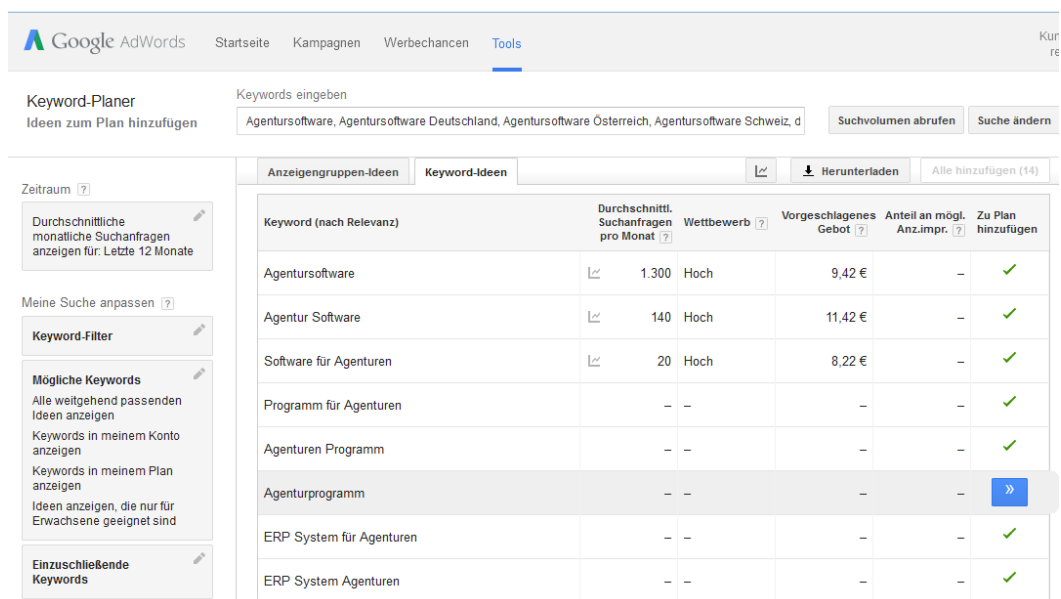 Google AdWords Startseite Kampagnen Werbechancen Tools
Keyword-Planer
Ideen zum Plan hinzufügen
Keywords eingeben
Agentursoftware, Agentursoftware Deutschland, Agentursoftware Österreich, Agentursoftware Schweiz, d
Suchvolumen abrufen Suche ändern
Zeitraum ?
Durchschnittliche
monatliche Suchanfragen
anzeigen für: Letzte 12 Monate
Meine Suche anpassen ?
Keyword-Filter
Mögliche Keywords
Alle weitgehend passenden
Ideen anzeigen
Keywords in meinem Konto
anzeigen
Keywords in meinem Plan
anzeigen
Ideen anzeigen, die nur für
Erwachsene geeignet sind
Einzuschließende
Keywords
Anzeigengruppen-Ideen Keyword-Ideen Herunterladen Alle hinzufügen (14)
Keyword (nach Relevanz)
Durchschnittl.
Suchanfragen
pro Monat ?
Wettbewerb ?
Vorgeschlagenes
Gebot ?
Anteil an mögl.
Anz.impr. ?
Zu Plan
hinzufügen
Agentursoftware 1.300 Hoch 9,42 € –
Agentur Software 140 Hoch 11,42 € –
Software für Agenturen 20 Hoch 8,22 € –
Programm für Agenturen – – – –
Agenturen Programm – – – –
Agenturprogramm – – – – »
ERP System für Agenturen – – – –
ERP System Agenturen – – – –